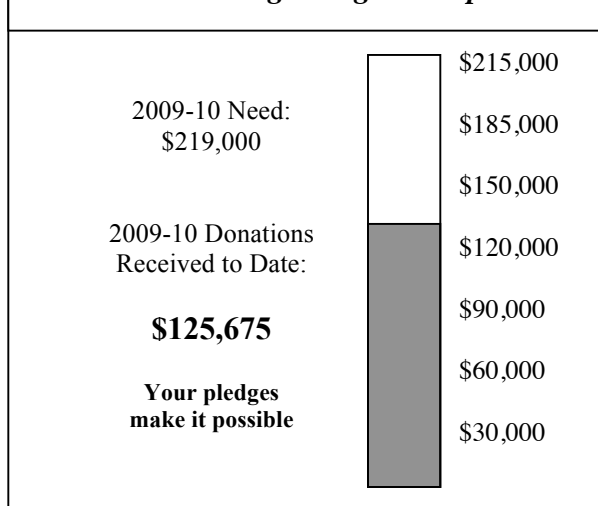 2009-10 Need:
$219,000
2009-10 Donations
Received to Date:
$125,675
Your pledges
make it possible
$215,000
$185,000
$150,000
$120,000
$90,000
$60,000
$30,000